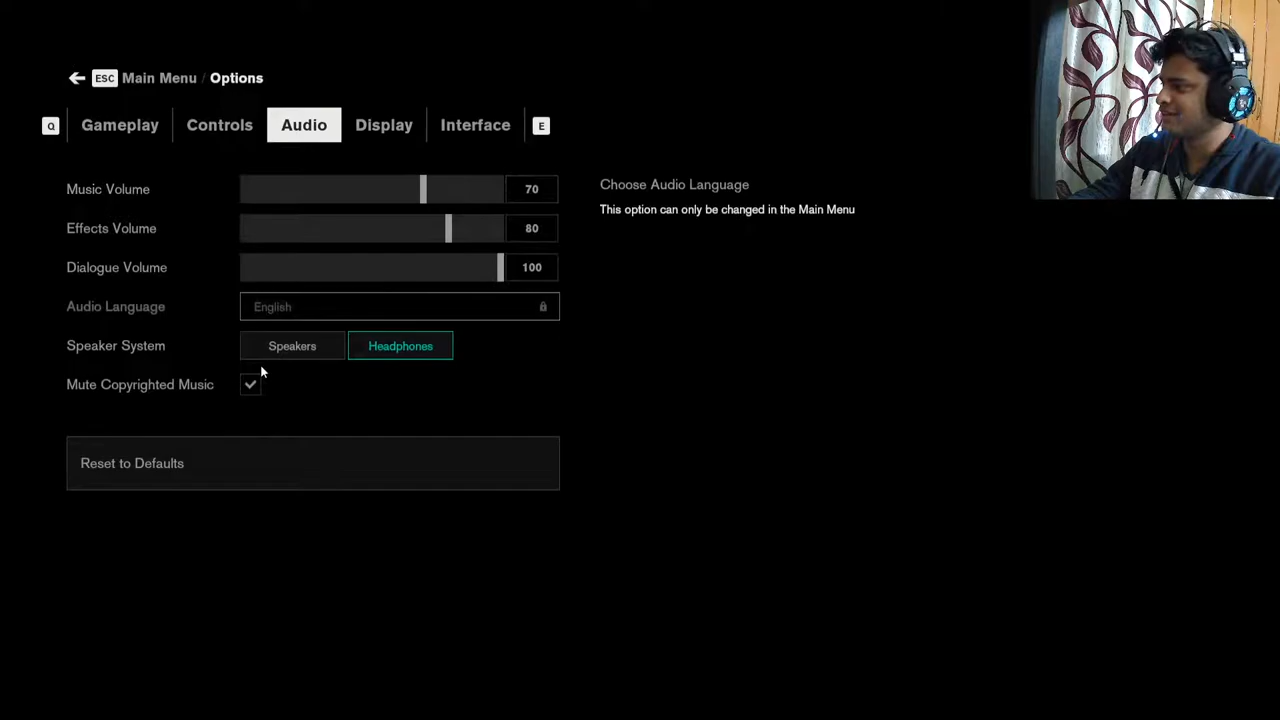 ESC Main Menu / Options
Q Gameplay Controls Audio Display Interface E
Music Volume 70
Effects Volume 80
Dialogue Volume 100
Audio Language English
Speaker System Speakers Headphones
Mute Copyrighted Music
Reset to Defaults
Choose Audio Language
This option can only be changed in the Main Menu